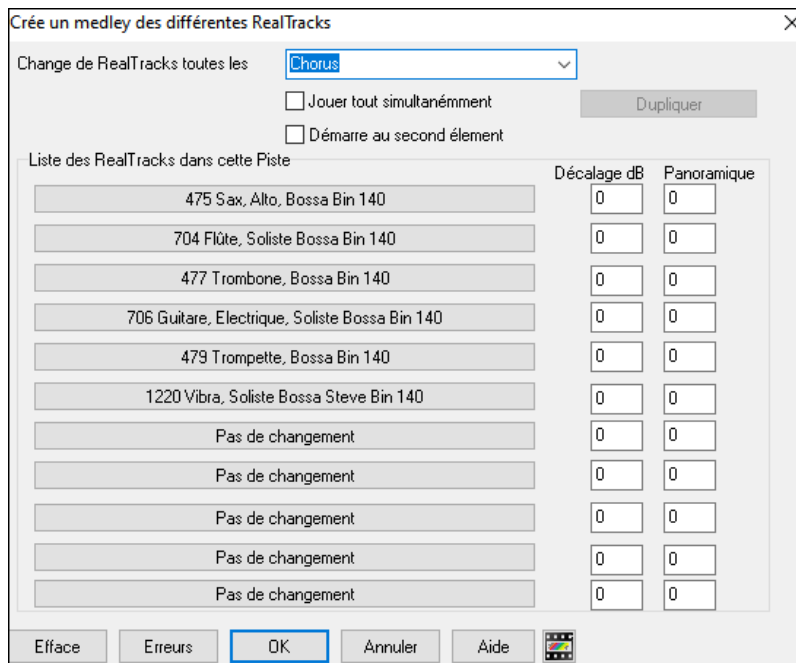 Crée un medley des différentes RealTracks
Change de RealTracks toutes les Chorus
Jouer tout simultanémment Dupliquer
Démarre au second élement
Liste des RealTracks dans cette Piste
Décalage dB Panoramique
475 Sax, Alto, Bossa Bin 140 0 0
704 Flûte, Soliste Bossa Bin 140 0 0
477 Trombone, Bossa Bin 140 0 0
706 Guitare, Electrique, Soliste Bossa Bin 140 0 0
479 Trompette, Bossa Bin 140 0 0
1220 Vibra, Soliste Bossa Steve Bin 140 0 0
Pas de changement 0 0
Pas de changement 0 0
Pas de changement 0 0
Pas de changement 0 0
Pas de changement 0 0
Efface Erreurs OK Annuler Aide